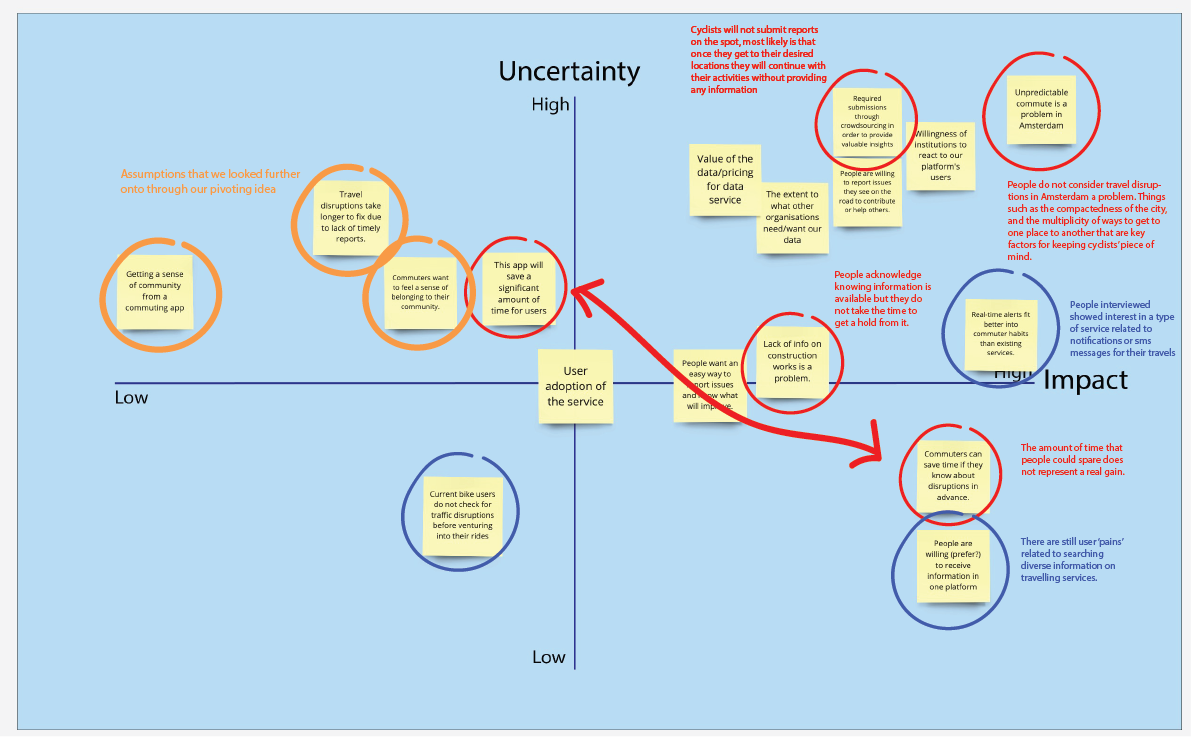 Cyclists will not submit reports
on the spot, most likely is that
once they get to their desired
locations they will continue with
their activities without providing
any information
Uncertainty
High
Required
submissions
through
crowdsourcing in
order to provide
valuable insights
Unpredictable
commute is a
problem in
Amsterdam
Willingness of
institutions to
react to our
platform's
users
Value of the
data/pricing
for data
service
People are willing
to report issues
they see on the
road to contribute
or help others.
The extent to
what other
organisations
need/want our
data
Assumptions that we looked further
onto through our pivoting idea
Travel
disruptions take
longer to fix due
to lack of timely
reports.
People do not consider travel disrup-
tions in Amsterdam a problem. Things
such as the compactedness of the city,
and the multiplicity of ways to get to
one place to another that are key
factors for keeping cyclists' piece of
mind.
Getting a sense
of community
from a
commuting app
Commuters want
to feel a sense of
belonging to their
community.
This app will
save a
significant
amount of
time for users
People acknowledge
knowing information is
available but they do
not take the time to
get a hold from it.
Real-time alerts fit
better into
commuter habits
than existing
services.
People interviewed
showed interest in a type
of service related to
notifications or sms
messages for their travels
Lack of info on
construction
works is a
problem.
User
adoption of
the service
People want an
easy way to
port issues
and know what
will improve.
High
Impact
Low
Commuters can
save time if they
know about
disruptions in
advance.
The amount of time that
people could spare does
not represent a real gain.
Current bike users
do not check for
traffic disruptions
before venturing
into their rides
People are
willing (prefer?)
to receive
information in
one platform
There are still user 'pains'
related to searching
diverse information on
travelling services.
Low